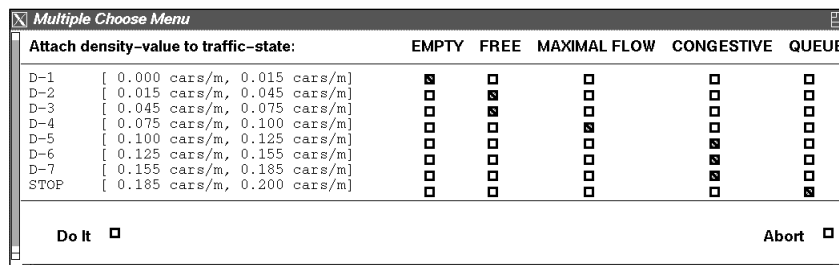 Multiple Choose Menu
Attach density-value to traffic-state: EMPTY FREE MAXIMAL FLOW CONGESTIVE QUEUE
D-1 [ 0.000 cars/m, 0.015 cars/m]
D-2 [ 0.015 cars/m, 0.045 cars/m]
D-3 [ 0.045 cars/m, 0.075 cars/m]
D-4 [ 0.075 cars/m, 0.100 cars/m]
D-5 [ 0.100 cars/m, 0.125 cars/m]
D-6 [ 0.125 cars/m, 0.155 cars/m]
D-7 [ 0.155 cars/m, 0.185 cars/m]
STOP [ 0.185 cars/m, 0.200 cars/m]
Do It Abort